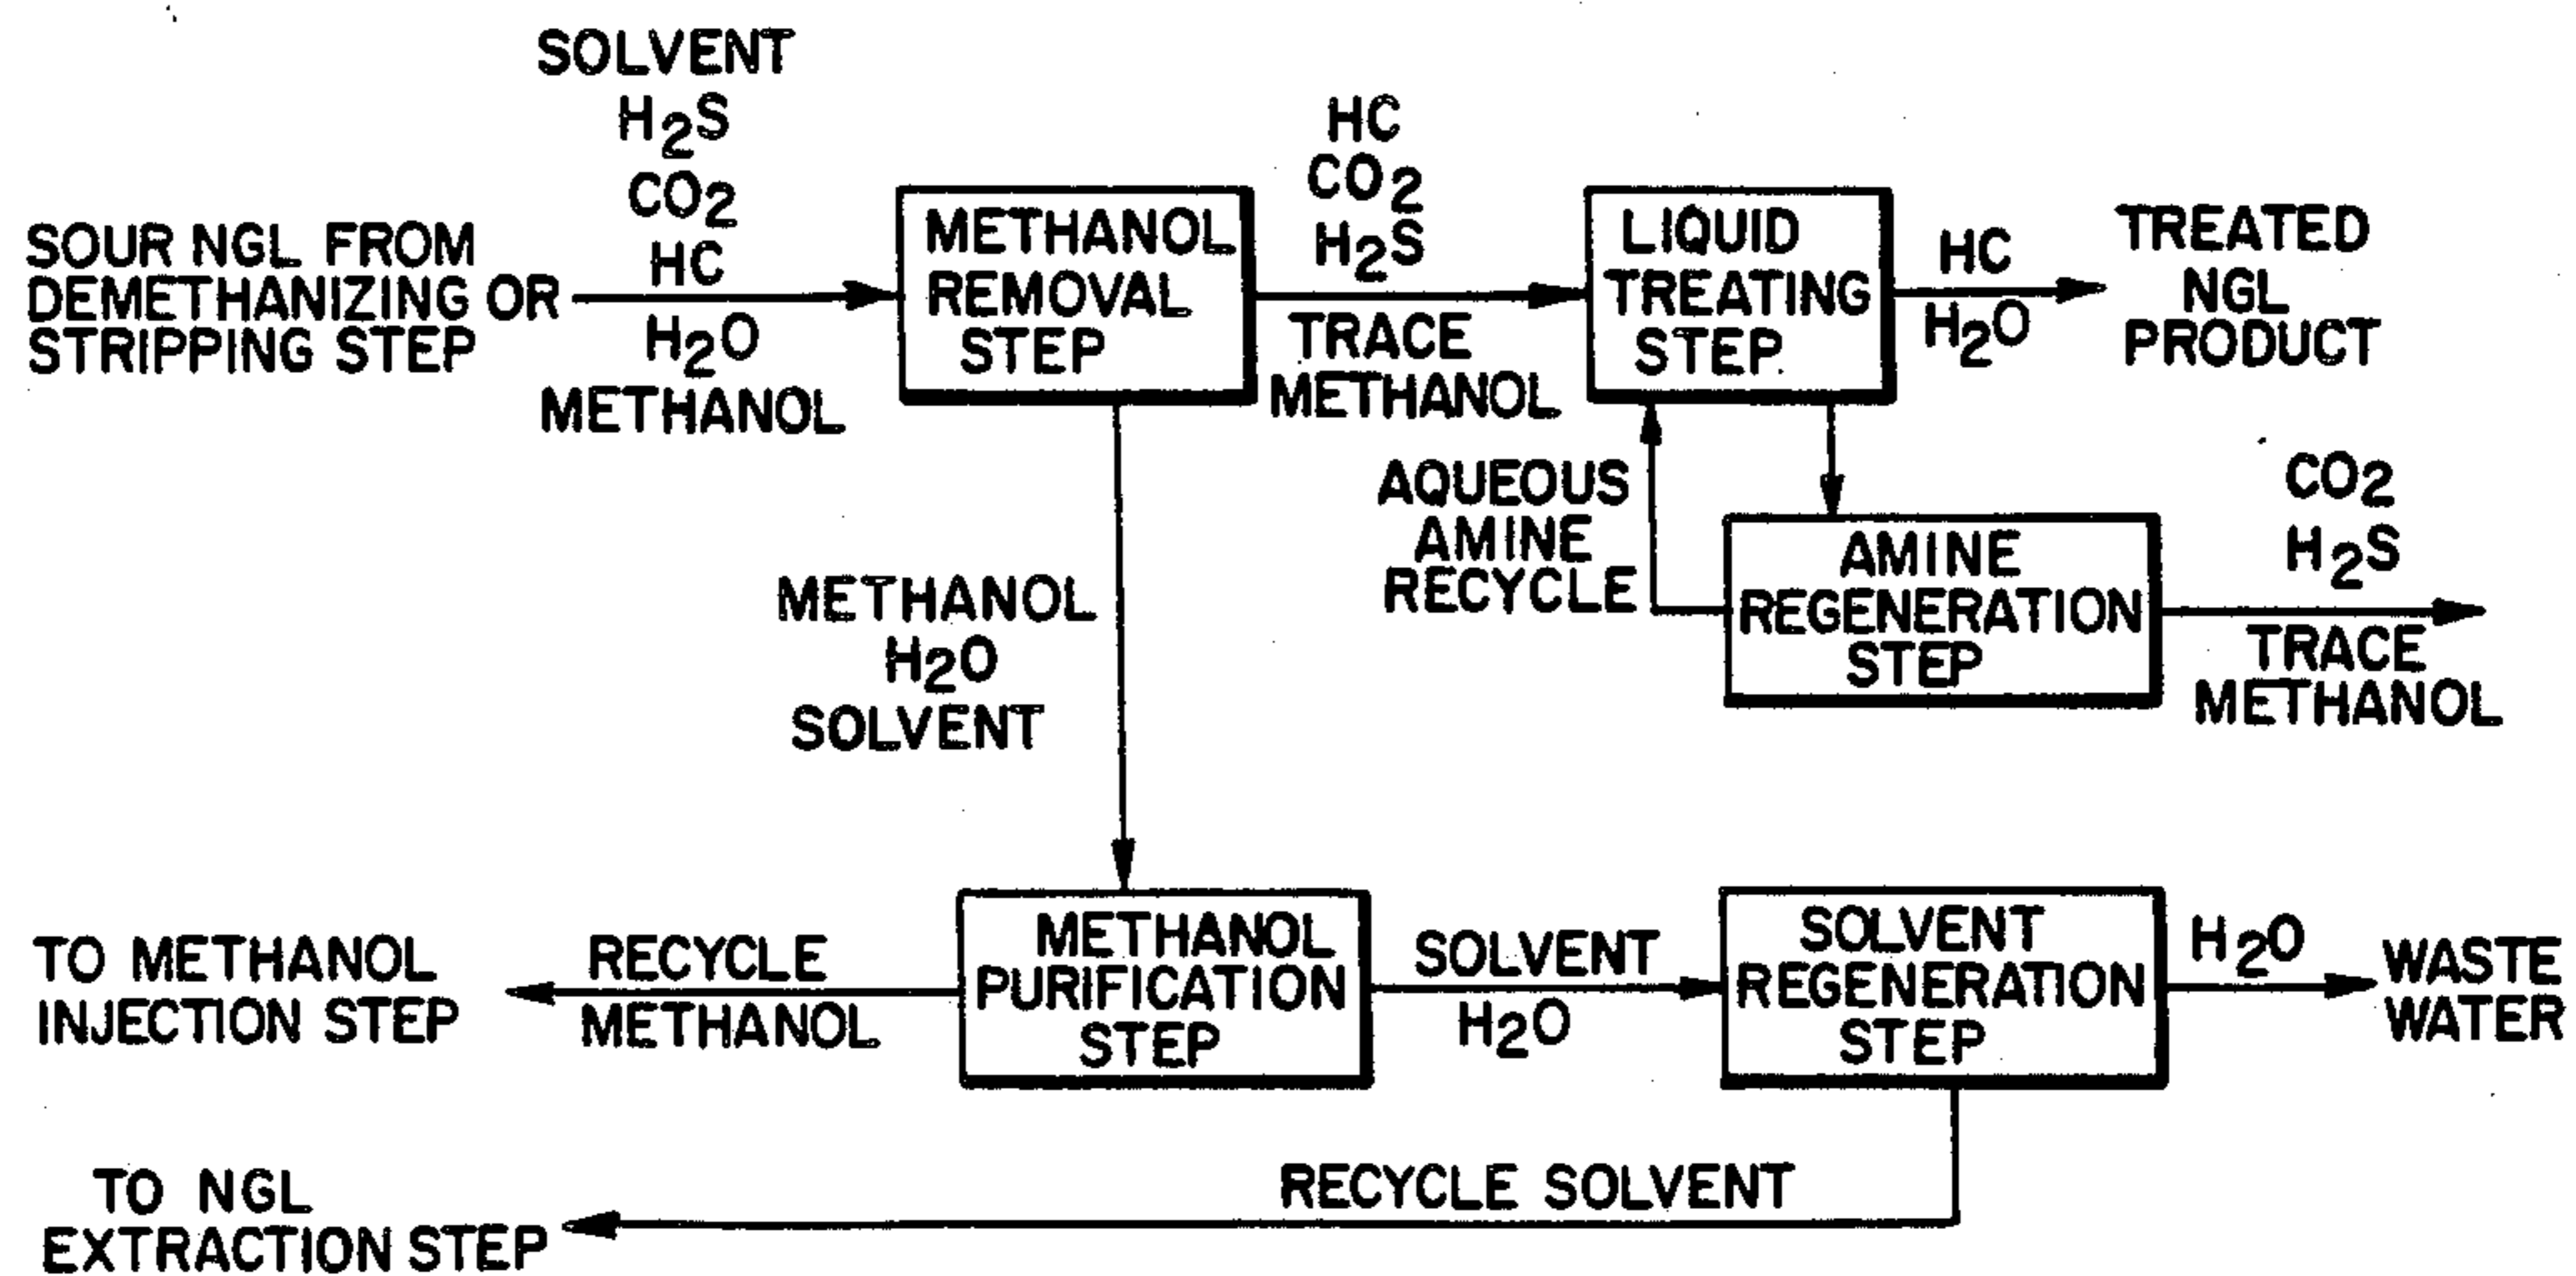 SOLVENT
H2S
CO2
HC
H2O
METHANOL
SOUR NGL FROM
DEMETHANIZING OR
STRIPPING STEP
METHANOL
REMOVAL
STEP
HC
CO2
H2S
TRACE
METHANOL
LIQUID
TREATING
STEP
HC
H2O
TREATED
NGL
PRODUCT
AQUEOUS
AMINE
RECYCLE
AMINE
REGENERATION
STEP
CO2
H2S
TRACE
METHANOL
METHANOL
H2O
SOLVENT
TO METHANOL
INJECTION STEP
RECYCLE
METHANOL
METHANOL
PURIFICATION
STEP
SOLVENT
H2O
SOLVENT
REGENERATION
STEP
H2O
WASTE
WATER
TO NGL
EXTRACTION STEP
RECYCLE SOLVENT